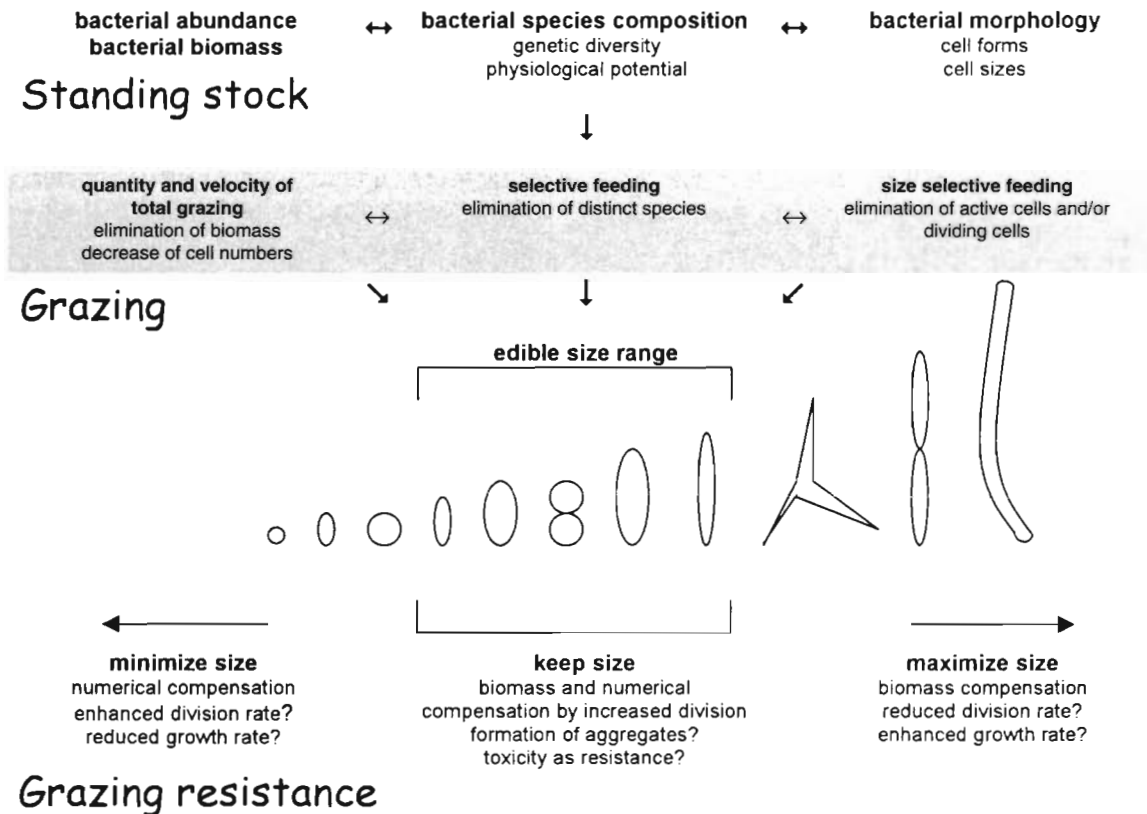 bacterial abundance ↔ bacterial species composition ↔ bacterial morphology
bacterial biomass genetic diversity cell forms
physiological potential cell sizes
Standing stock
quantity and velocity of selective feeding size selective feeding
total grazing ↔ elimination of distinct species ↔ elimination of active cells and/or
elimination of biomass dividing cells
decrease of cell numbers
Grazing
edible size range
minimize size keep size maximize size
numerical compensation biomass and numerical biomass compensation
enhanced division rate? compensation by increased division reduced division rate?
reduced growth rate? formation of aggregates? enhanced growth rate?
toxicity as resistance?
Grazing resistance